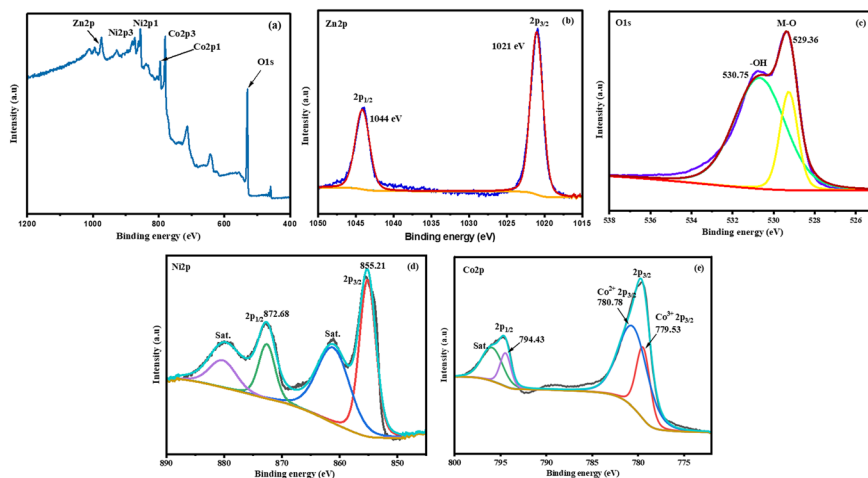 (a)
Zn2p
Ni2p3
Ni2p1
Co2p3
Co2p1
O1s
Intensity (a.u)
1200 1000 800 600 400
Binding energy (eV)
Zn2p
(b)
2p3/2
1021 eV
2p1/2
1044 eV
Intensity (a.u)
1050 1045 1040 1035 1030 1025 1020 1015
Binding energy (eV)
O1s
(c)
M-O
529.36
-OH
530.75
Intensity (a.u)
538 536 534 532 530 528 526
Binding energy (eV)
Ni2p
(d)
855.21
2p3/2
2p1/2 872.68
Sat.
Sat.
Intensity (a.u)
890 880 870 860 850
Binding energy (eV)
Co2p
(e)
2p3/2
Co2+ 2p3/2
780.78
Co3+ 2p3/2
779.53
2p1/2
Sat.
794.43
Intensity (a.u)
800 795 790 785 780 775
Binding energy (eV)